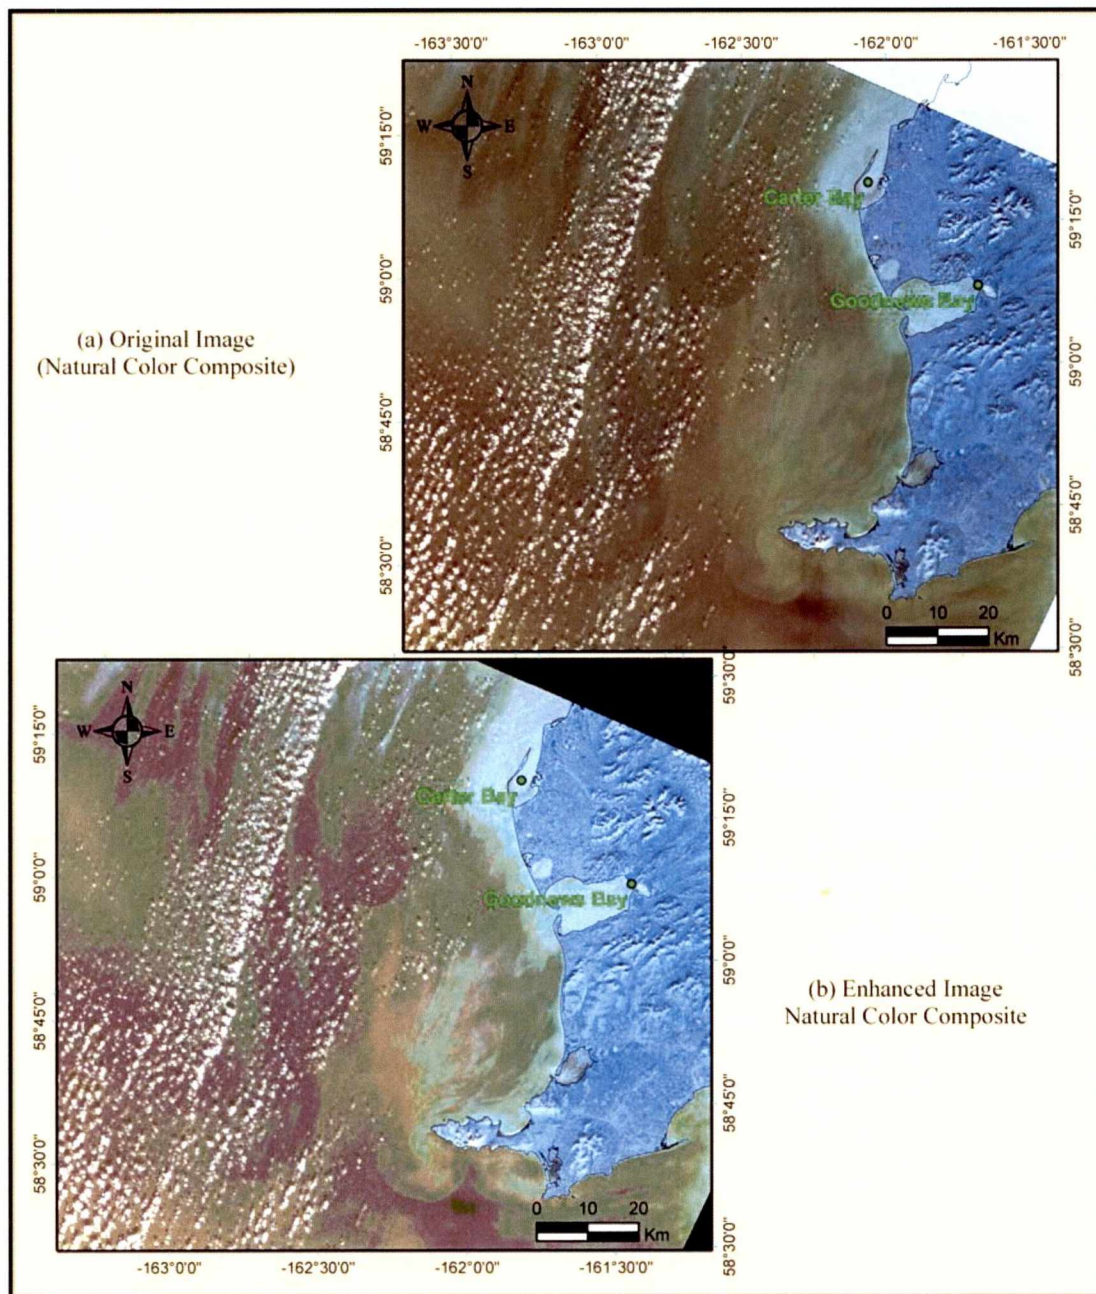 -163°30'0"
-163°0'0"
-162°30'0"
-162°0'0"
-161°30'0"
N
W
E
S
59°15'0"
59°0'0"
58°45'0"
58°30'0"
Carter Bay
Goodnews Bay
59°15'0"
59°0'0"
58°45'0"
58°30'0"
0 10 20
Km
(a) Original Image
(Natural Color Composite)
N
W
E
S
59°15'0"
59°0'0"
58°45'0"
58°30'0"
Carter Bay
Goodnews Bay
59°30'0"
59°15'0"
59°0'0"
58°45'0"
58°30'0"
0 10 20
Km
(b) Enhanced Image
Natural Color Composite
-163°0'0"
-162°30'0"
-162°0'0"
-161°30'0"